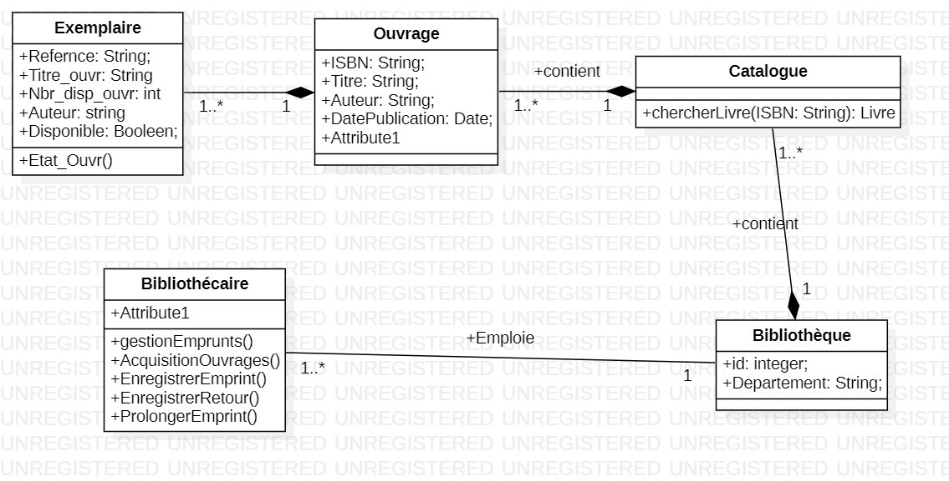 Exemplaire
+Refernce: String;
+Titre_ouvr: String
+Nbr_disp_ouvr: int
+Auteur: string
+Disponible: Booleen;
+Etat_Ouvr()
1..*
1
Ouvrage
+ISBN: String;
+Titre: String;
+Auteur: String;
+DatePublication: Date;
+Attribute1
+contient
1..*
1
Catalogue
+chercherLivre(ISBN: String): Livre
1..*
+contient
1
Bibliothécaire
+Attribute1
+gestionEmprunts()
+AcquisitionOuvrages()
+EnregistrerEmprint()
+EnregistrerRetour()
+ProlongerEmprint()
+Emploie
1..*
1
Bibliothèque
+id: integer;
+Departement: String;
UNREGISTERED